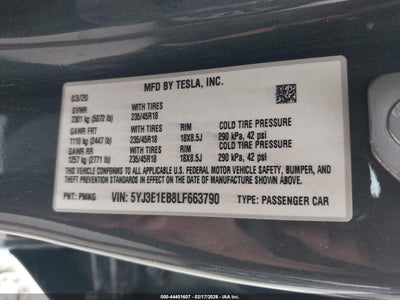 MFD BY TESLA, INC.
03/20
GVWR WITH TIRES
2301 kg (5072 lb) 235/45R18
GAWR FRT WITH TIRES RIM COLD TIRE PRESSURE
1110 kg (2447 lb) 235/45R18 18X8.5J 290 kPa, 42 psi
GAWR RR WITH TIRES RIM COLD TIRE PRESSURE
1257 kg (2771 lb) 235/45R18 18X8.5J 290 kPa, 42 psi
THIS VEHICLE CONFORMS TO ALL APPLICABLE U.S. FEDERAL MOTOR VEHICLE SAFETY, BUMPER, AND
THEFT PREVENTION STANDARDS IN EFFECT ON THE DATE OF MANUFACTURE SHOWN ABOVE.
PNT: PMNG VIN: 5YJ3E1EB8LF663790 TYPE: PASSENGER CAR
44401607 | 02/17/2026 - IAA Inc.